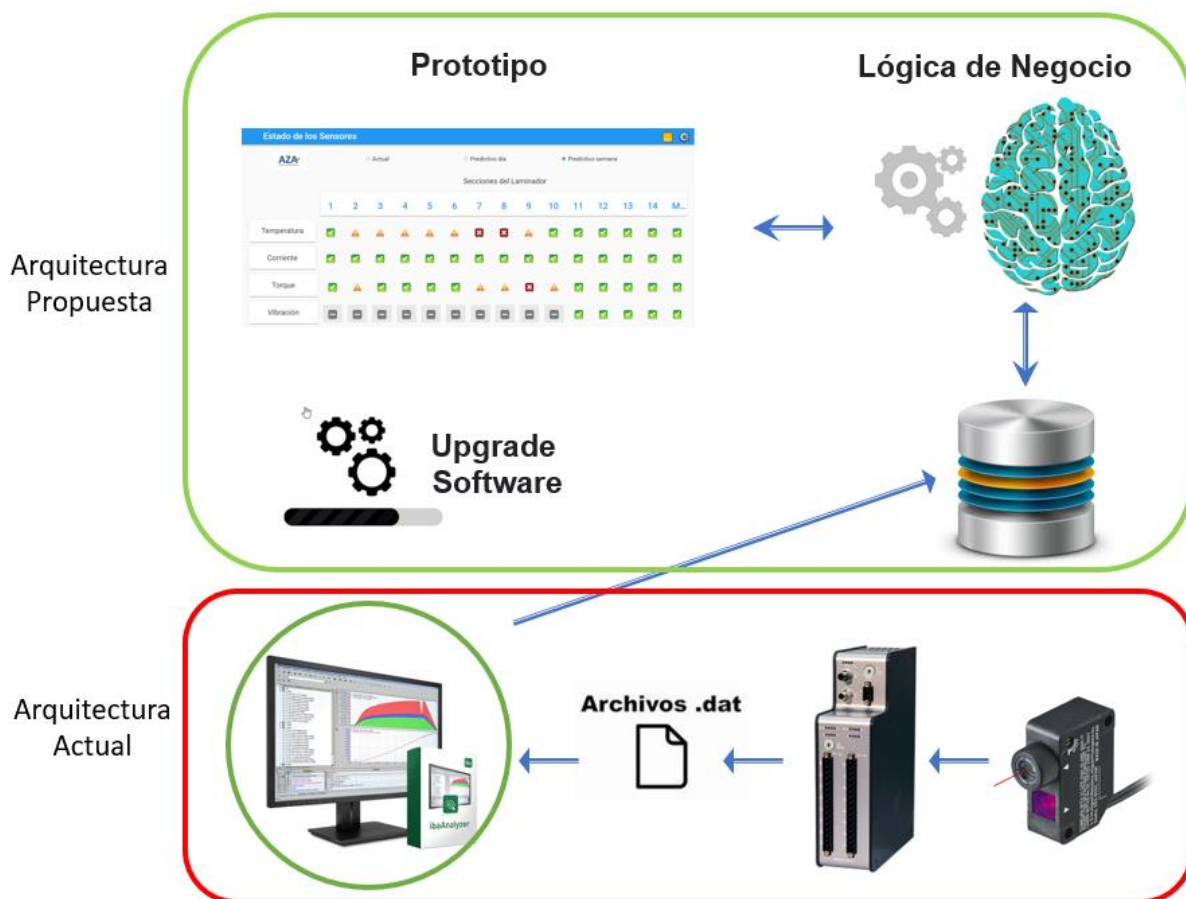 Prototipo
Lógica de Negocio
Estado de los Sensores
AZA
Actual
Predictivo día
Predictivo semana
Secciones del Laminador
1 2 3 4 5 6 7 8 9 10 11 12 13 14 M...
Temperatura
Corriente
Torque
Vibración
Arquitectura
Propuesta
Upgrade
Software
Arquitectura
Actual
Archivos .dat
ibaAnalyzer